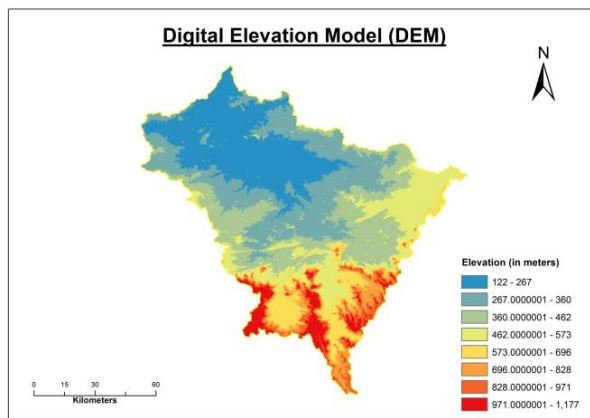 Digital Elevation Model (DEM)
N
Elevation (in meters)
122 - 267
267.0000001 - 360
360.0000001 - 462
462.0000001 - 573
573.0000001 - 696
696.0000001 - 828
828.0000001 - 971
971.0000001 - 1,177
0 15 30 60
Kilometers